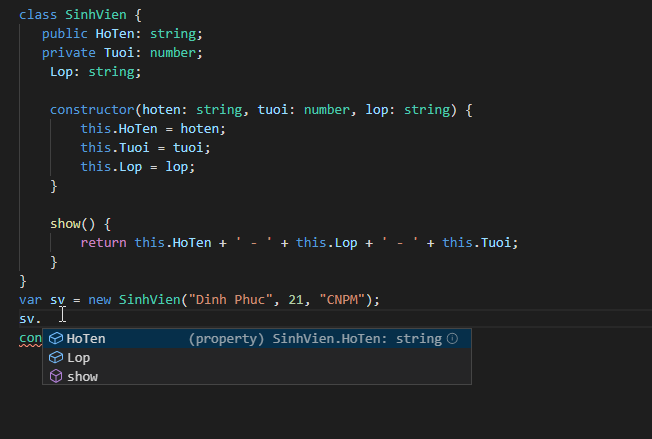 class SinhVien {
public HoTen: string;
private Tuoi: number;
Lop: string;
constructor(hoten: string, tuoi: number, lop: string) {
this.HoTen = hoten;
this.Tuoi = tuoi;
this.Lop = lop;
}
show() {
return this.HoTen + ' - ' + this.Lop + ' - ' + this.Tuoi;
}
}
var sv = new SinhVien("Dinh Phuc", 21, "CNPM");
sv.
con HoTen (property) SinhVien.HoTen: string
Lop
show